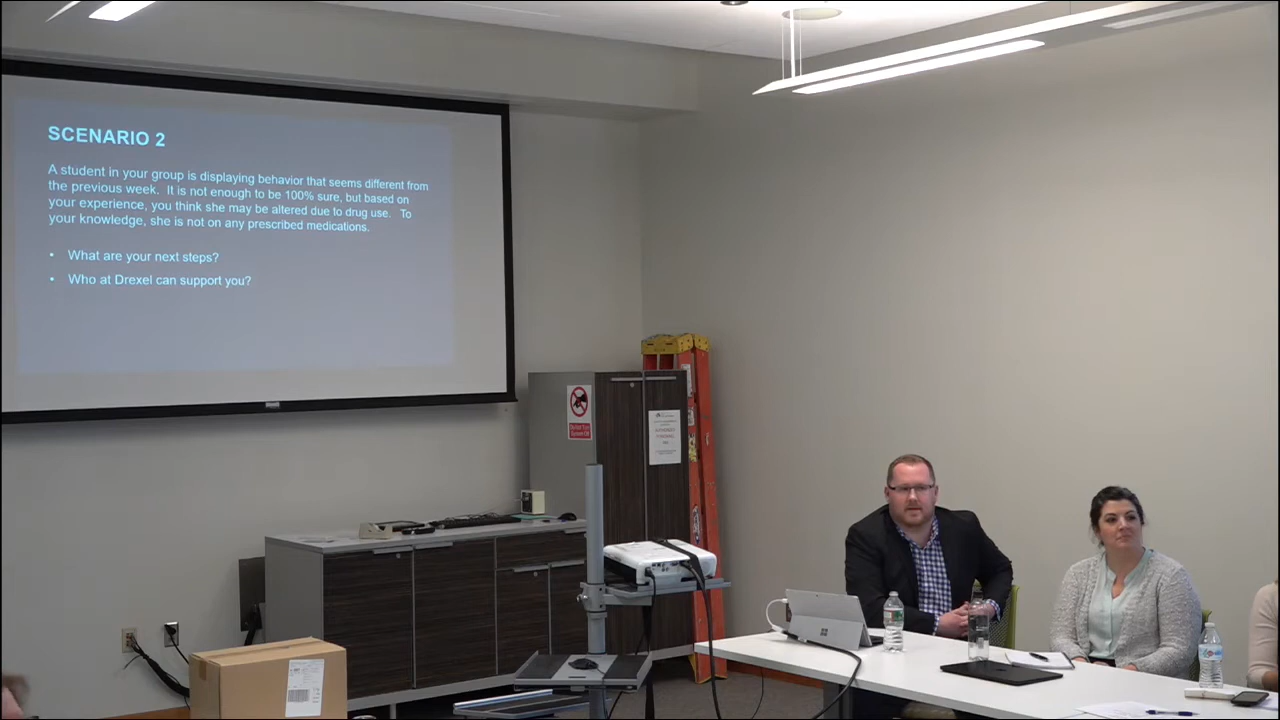 SCENARIO 2
A student in your group is displaying behavior that seems different from
the previous week. It is not enough to be 100% sure, but based on
your experience, you think she may be altered due to drug use. To
your knowledge, she is not on any prescribed medications.
• What are your next steps?
• Who at Drexel can support you?